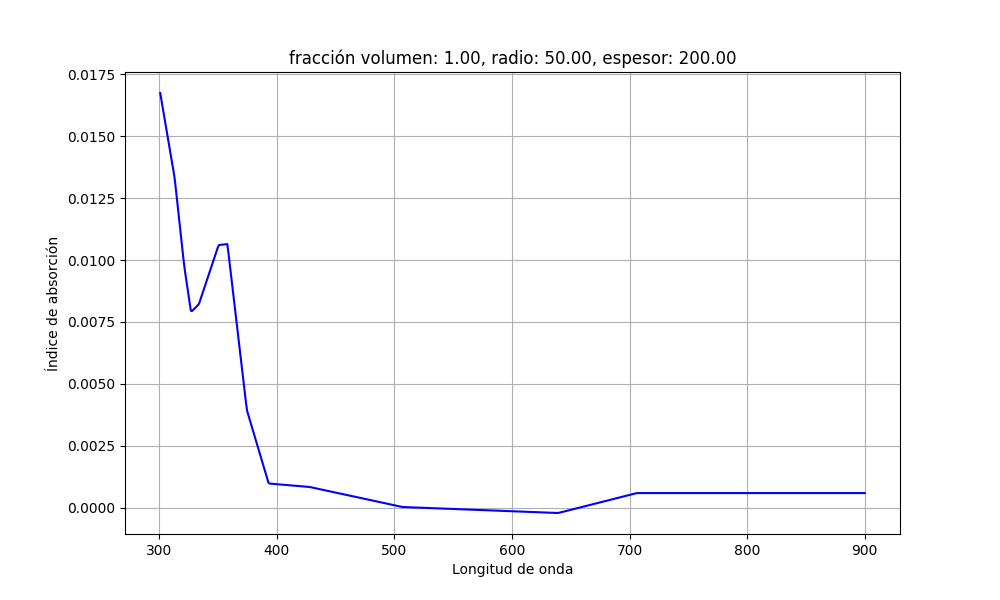 fracción volumen: 1.00, radio: 50.00, espesor: 200.00
0.0175
0.0150
0.0125
0.0100
0.0075
0.0050
0.0025
0.0000
Índice de absorción
300 400 500 600 700 800 900
Longitud de onda